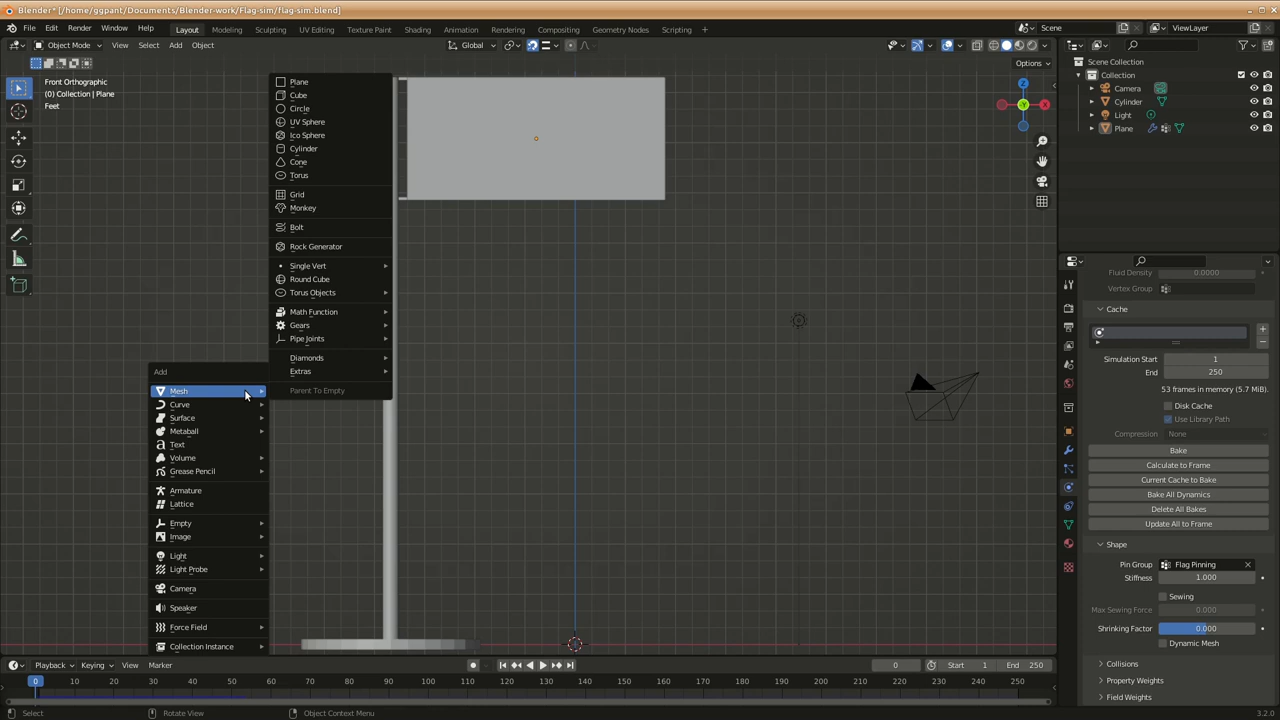 Blender* [/home/ggpant/Documents/Blender-work/Flag-sim/flag-sim.blend]
File Edit Render Window Help Layout Modeling Sculpting UV Editing Texture Paint Shading Animation Rendering Compositing Geometry Nodes Scripting + Scene ViewLayer
Object Mode View Select Add Object Global
Options
Front Orthographic
(0) Collection | Plane
Feet
Z
Y
X
Plane
Cube
Circle
UV Sphere
Ico Sphere
Cylinder
Cone
Torus
Grid
Monkey
Bolt
Rock Generator
Single Vert
Round Cube
Torus Objects
Math Function
Gears
Pipe Joints
Diamonds
Extras
Parent To Empty
Add
Mesh
Curve
Surface
Metaball
Text
Volume
Grease Pencil
Armature
Lattice
Empty
Image
Light
Light Probe
Camera
Speaker
Force Field
Collection Instance
Scene Collection
Collection
Camera
Cylinder
Light
Plane
Fluid Density 0.0000
Vertex Group
Cache
Simulation Start 1
End 250
53 frames in memory (5.7 MiB).
Disk Cache
Use Library Path
Compression None
Bake
Calculate to Frame
Current Cache to Bake
Bake All Dynamics
Delete All Bakes
Update All to Frame
Shape
Pin Group Flag Pinning
Stiffness 1.000
Sewing
Max Sewing Force 0.000
Shrinking Factor 0.000
Dynamic Mesh
Collisions
Property Weights
Field Weights
Playback Keying View Marker 0 Start 1 End 250
0 10 20 30 40 50 60 70 80 90 100 110 120 130 140 150 160 170 180 190 200 210 220 230 240 250
Select Rotate View Object Context Menu 3.2.0